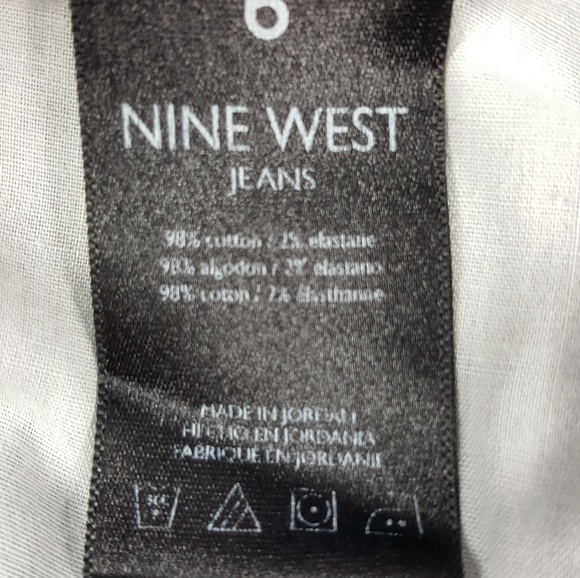 6
NINE WEST
JEANS
98% cotton / 2% elastane
98% algodon / 2% elastano
98% coton / 2% élasthanne
MADE IN JORDAN
HECHO EN JORDANIA
FABRIQUE EN JORDANIE